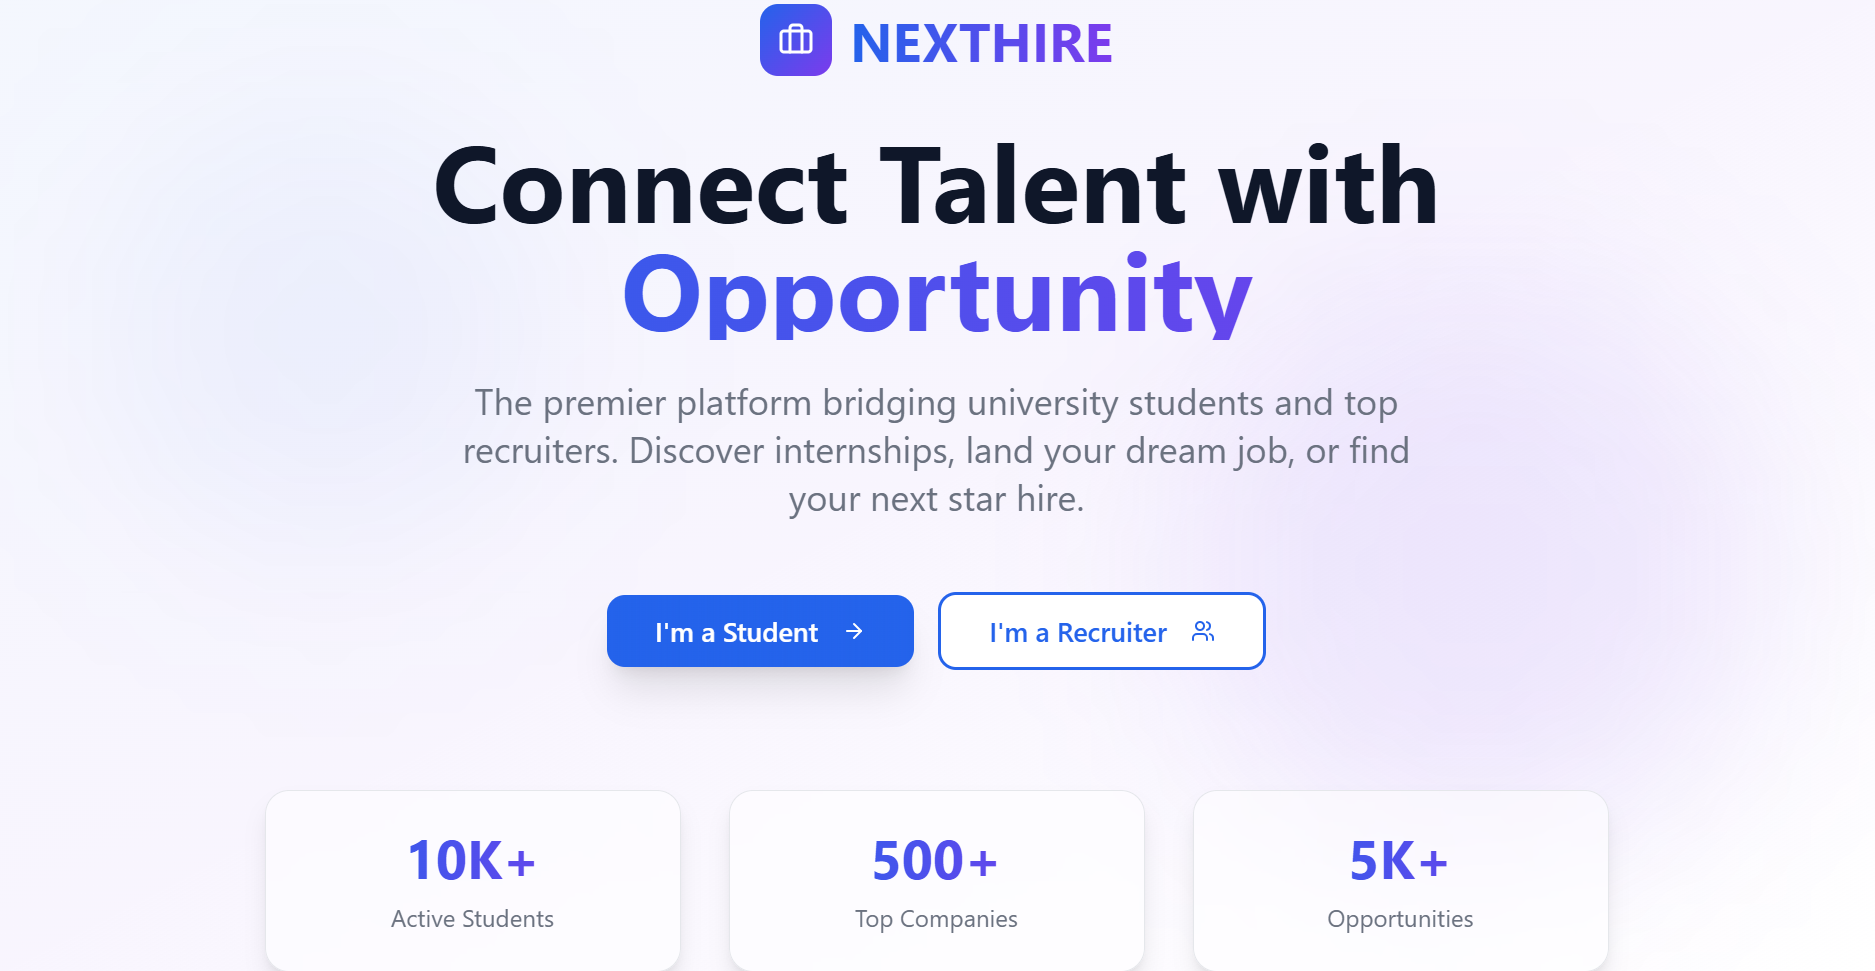 NEXTHIRE
Connect Talent with
Opportunity
The premier platform bridging university students and top
recruiters. Discover internships, land your dream job, or find
your next star hire.
I'm a Student
I'm a Recruiter
10K+
Active Students
500+
Top Companies
5K+
Opportunities